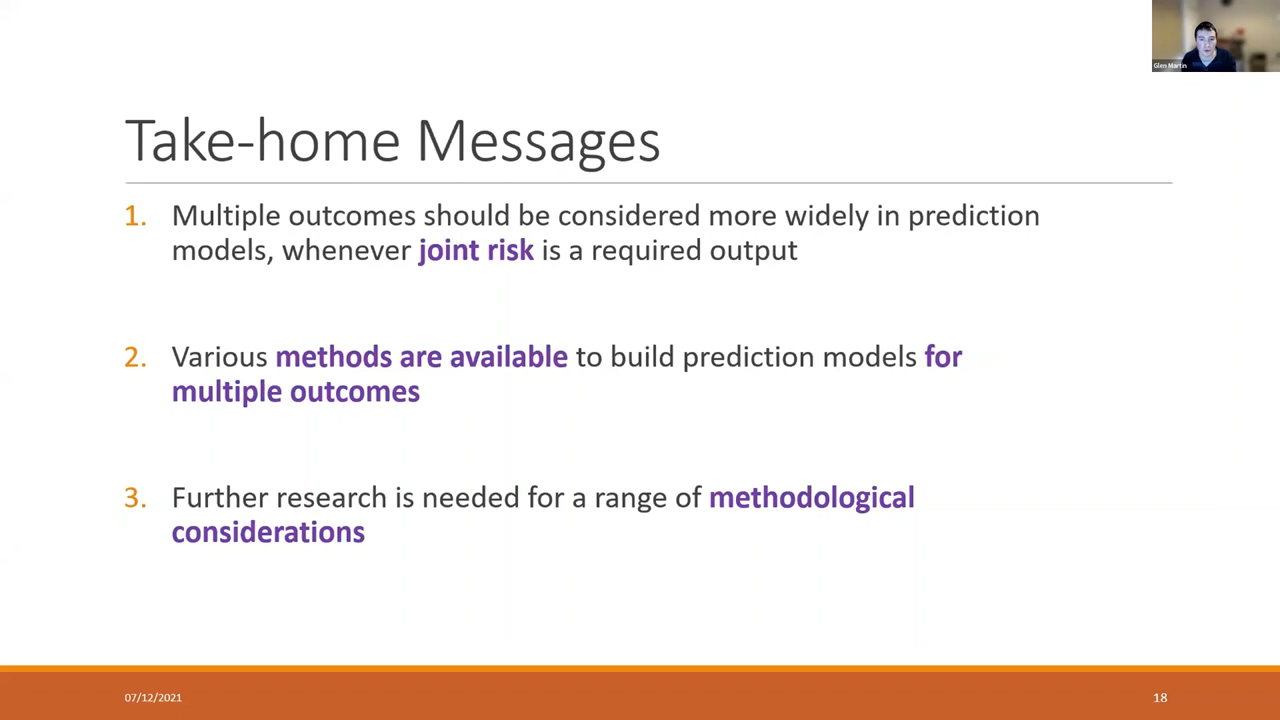 Glen Martin
Take-home Messages
1. Multiple outcomes should be considered more widely in prediction
models, whenever joint risk is a required output
2. Various methods are available to build prediction models for
multiple outcomes
3. Further research is needed for a range of methodological
considerations
07/12/2021
18